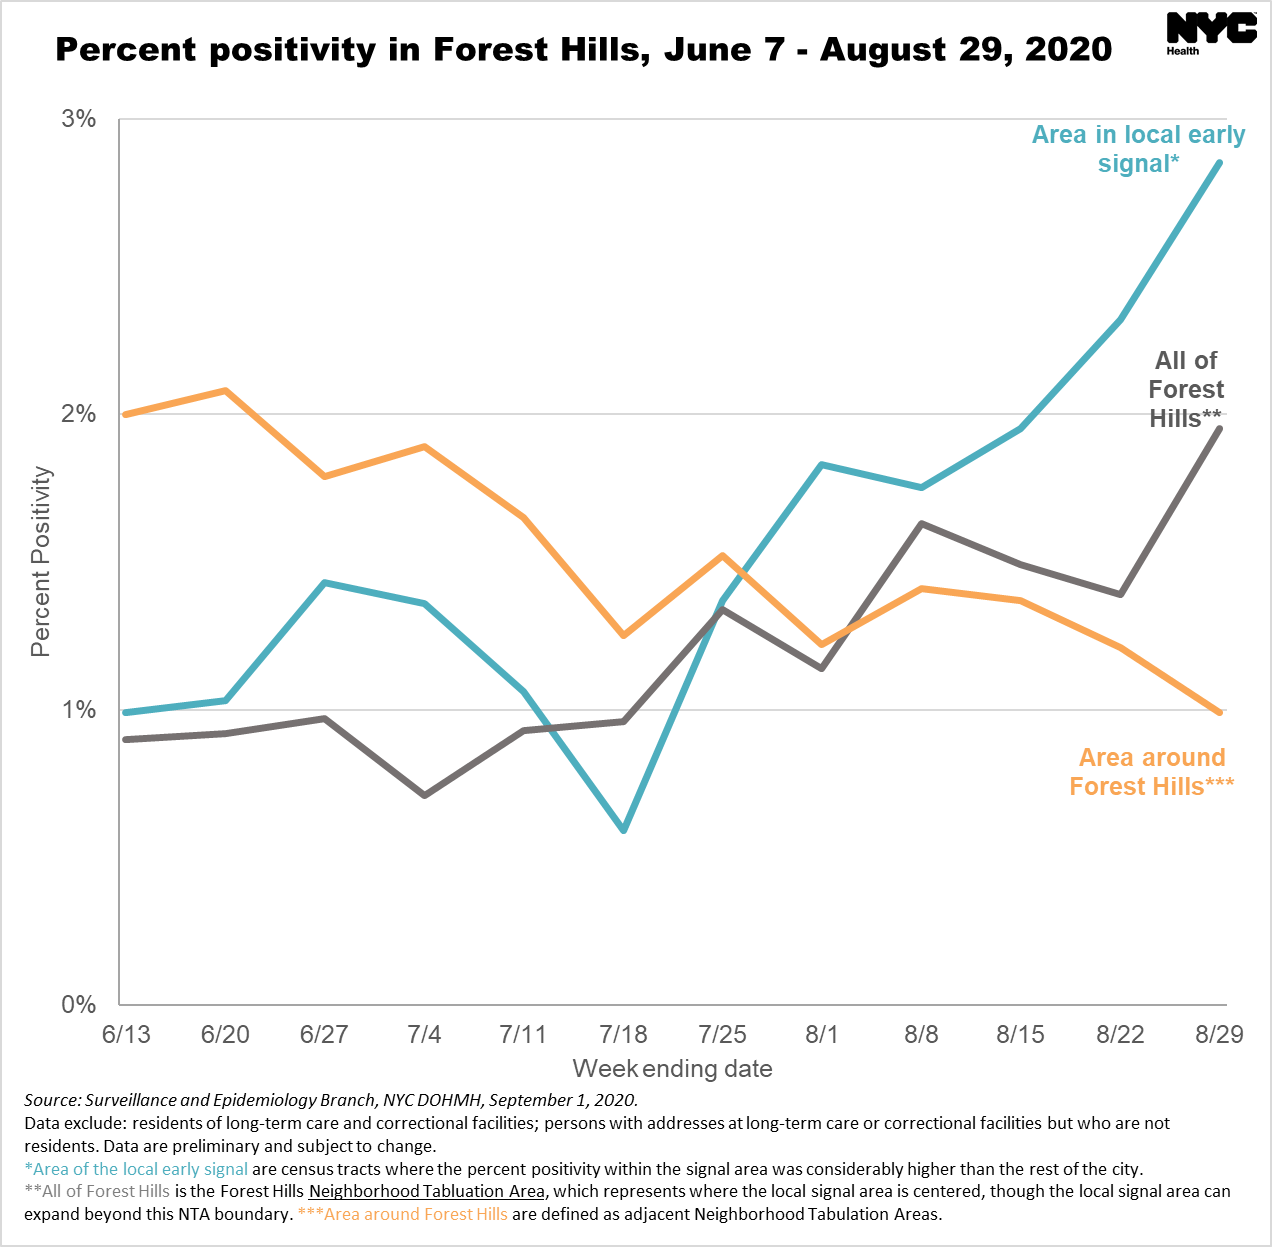 Percent positivity in Forest Hills, June 7 - August 29, 2020
NYC
Health
3%
2%
1%
0%
Percent Positivity
Area in local early
signal*
All of
Forest
Hills**
Area around
Forest Hills***
6/13 6/20 6/27 7/4 7/11 7/18 7/25 8/1 8/8 8/15 8/22 8/29
Week ending date
Source: Surveillance and Epidemiology Branch, NYC DOHMH, September 1, 2020.
Data exclude: residents of long-term care and correctional facilities; persons with addresses at long-term care or correctional facilities but who are not
residents. Data are preliminary and subject to change.
*Area of the local early signal are census tracts where the percent positivity within the signal area was considerably higher than the rest of the city.
**All of Forest Hills is the Forest Hills Neighborhood Tabluation Area, which represents where the local signal area is centered, though the local signal area can
expand beyond this NTA boundary. ***Area around Forest Hills are defined as adjacent Neighborhood Tabulation Areas.